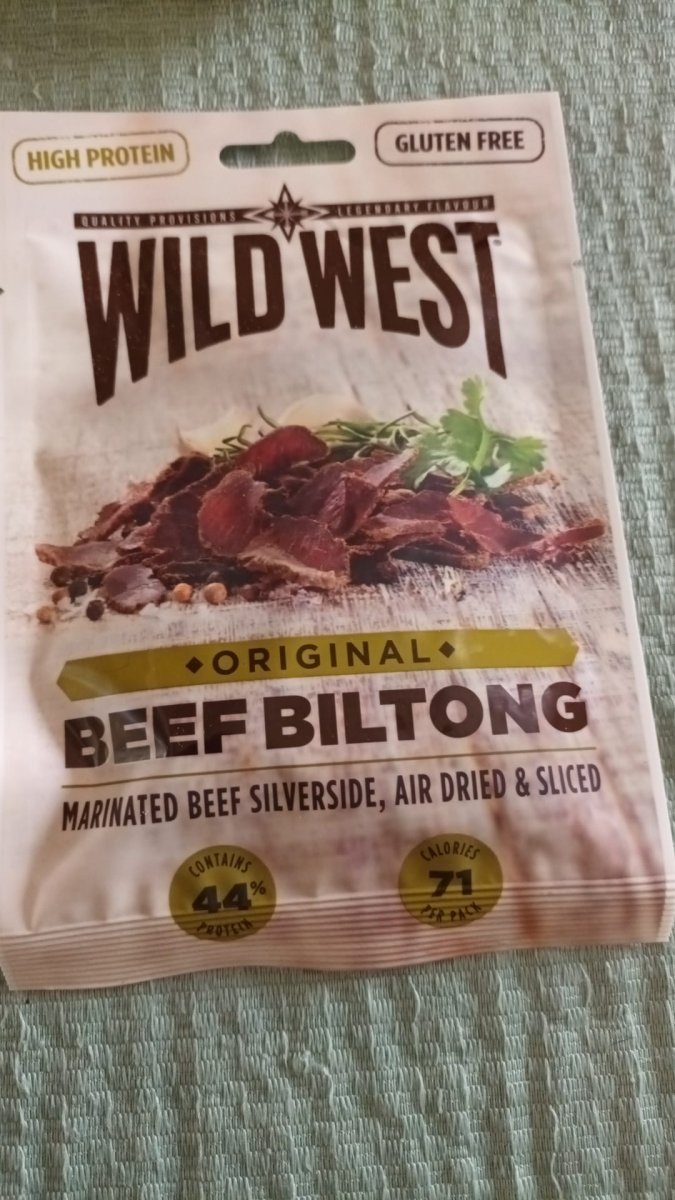 HIGH PROTEIN
GLUTEN FREE
QUALITY PROVISIONS LEGENDARY FLAVOUR
WILD WEST
ORIGINAL
BEEF BILTONG
MARINATED BEEF SILVERSIDE, AIR DRIED & SLICED
CONTAINS
44%
PROTEIN
CALORIES
71
PER PACK